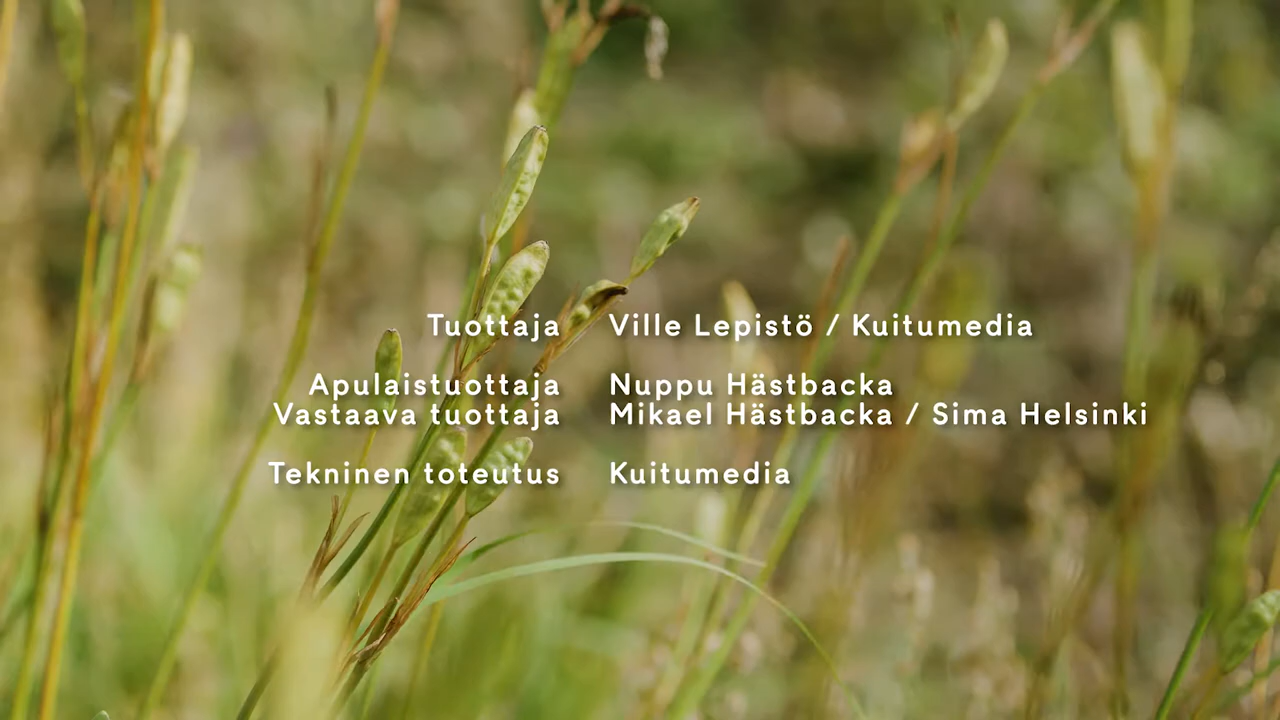 Tuottaja Ville Lepistö / Kuitumedia
Apulaistuottaja Nuppu Hästbacka
Vastaava tuottaja Mikael Hästbacka / Sima Helsinki
Tekninen toteutus Kuitumedia